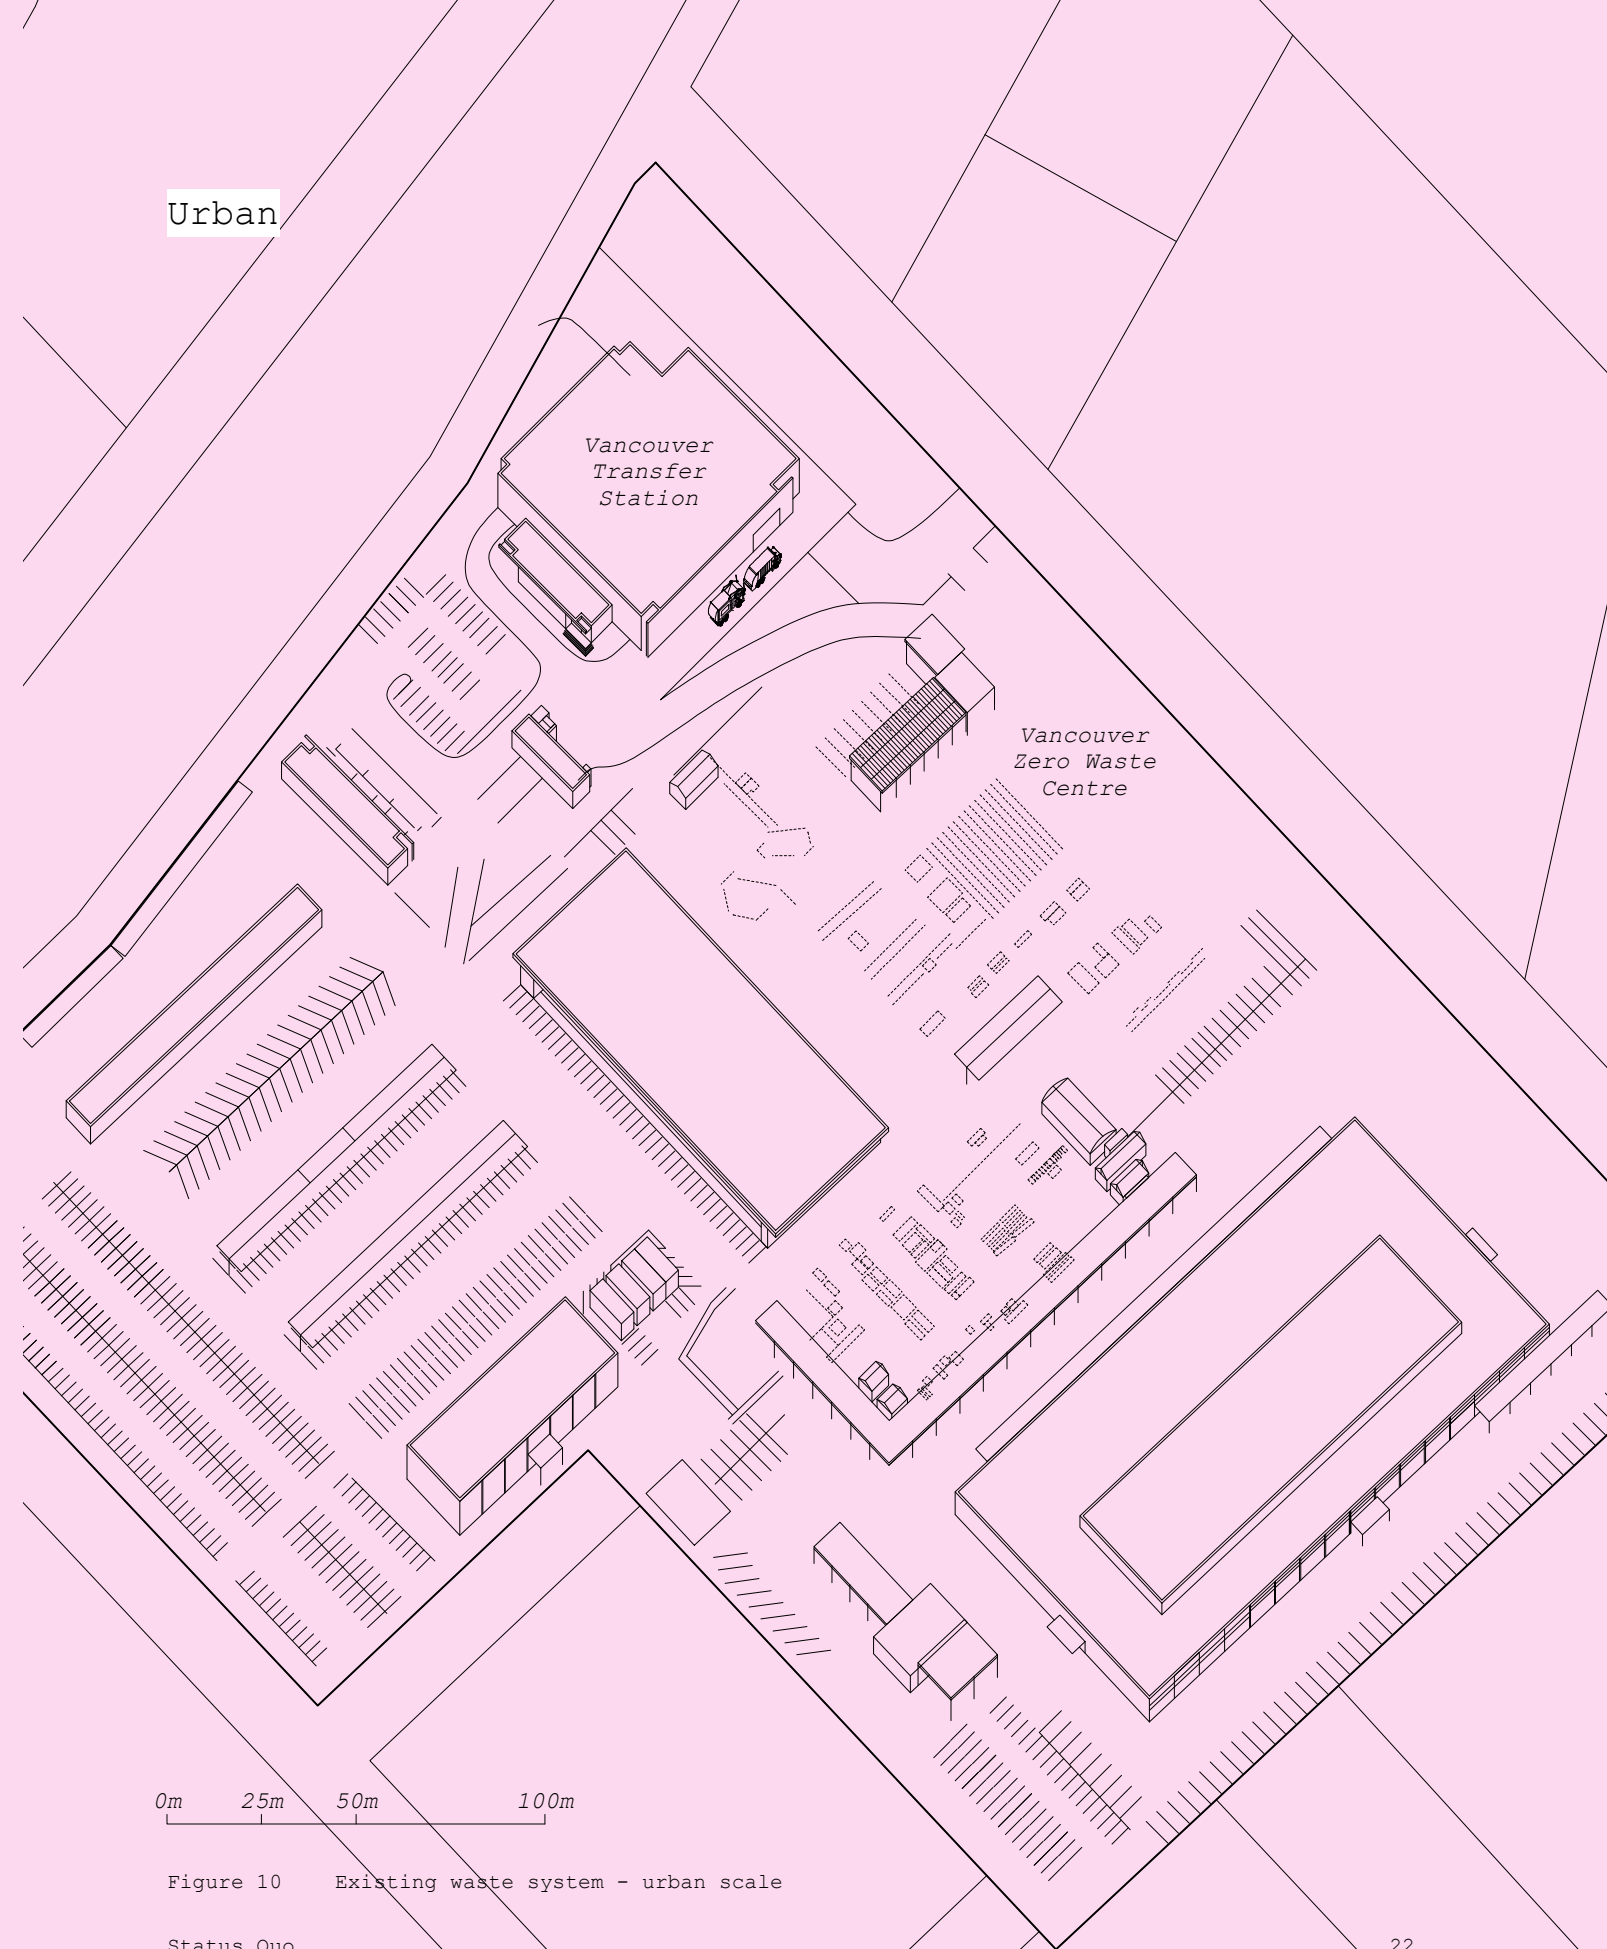 Urban
Vancouver
Transfer
Station
Vancouver
Zero Waste
Centre
0m 25m 50m 100m
Figure 10 Existing waste system - urban scale
Status Quo 22